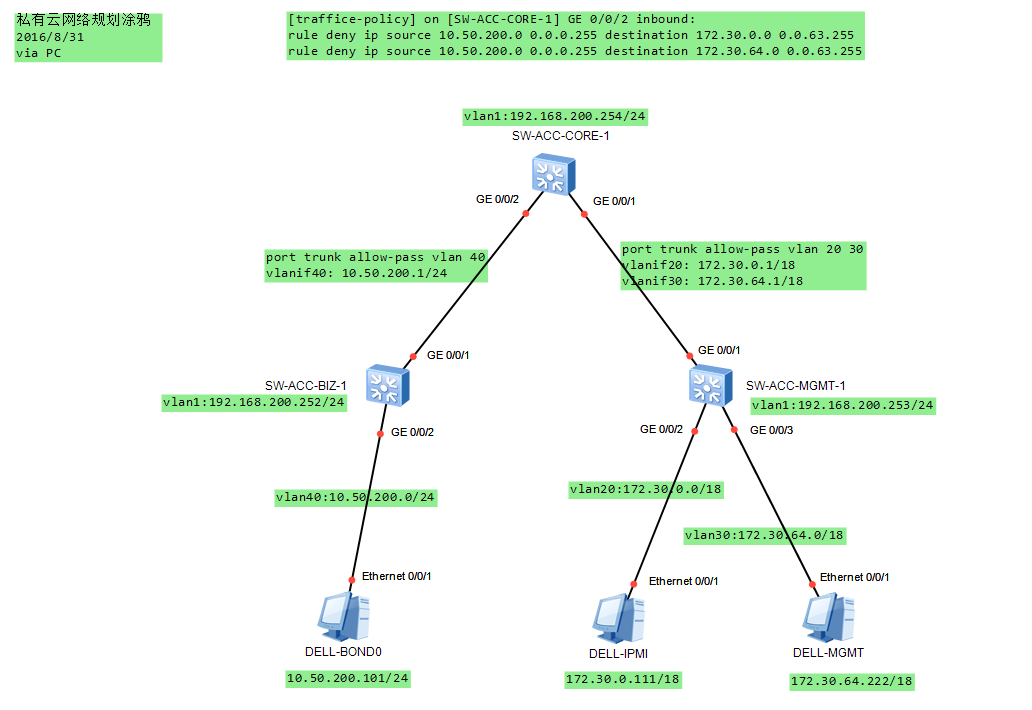 私有云网络规划涂鸦
2016/8/31
via PC
[traffice-policy] on [SW-ACC-CORE-1] GE 0/0/2 inbound:
rule deny ip source 10.50.200.0 0.0.0.255 destination 172.30.0.0 0.0.63.255
rule deny ip source 10.50.200.0 0.0.0.255 destination 172.30.64.0 0.0.63.255
vlan1:192.168.200.254/24
SW-ACC-CORE-1
GE 0/0/2
GE 0/0/1
port trunk allow-pass vlan 40
vlanif40: 10.50.200.1/24
port trunk allow-pass vlan 20 30
vlanif20: 172.30.0.1/18
vlanif30: 172.30.64.1/18
GE 0/0/1
GE 0/0/1
SW-ACC-BIZ-1
vlan1:192.168.200.252/24
SW-ACC-MGMT-1
vlan1:192.168.200.253/24
GE 0/0/2
GE 0/0/2
GE 0/0/3
vlan40:10.50.200.0/24
vlan20:172.30.0.0/18
vlan30:172.30.64.0/18
Ethernet 0/0/1
Ethernet 0/0/1
Ethernet 0/0/1
DELL-BOND0
DELL-IPMI
DELL-MGMT
10.50.200.101/24
172.30.0.111/18
172.30.64.222/18